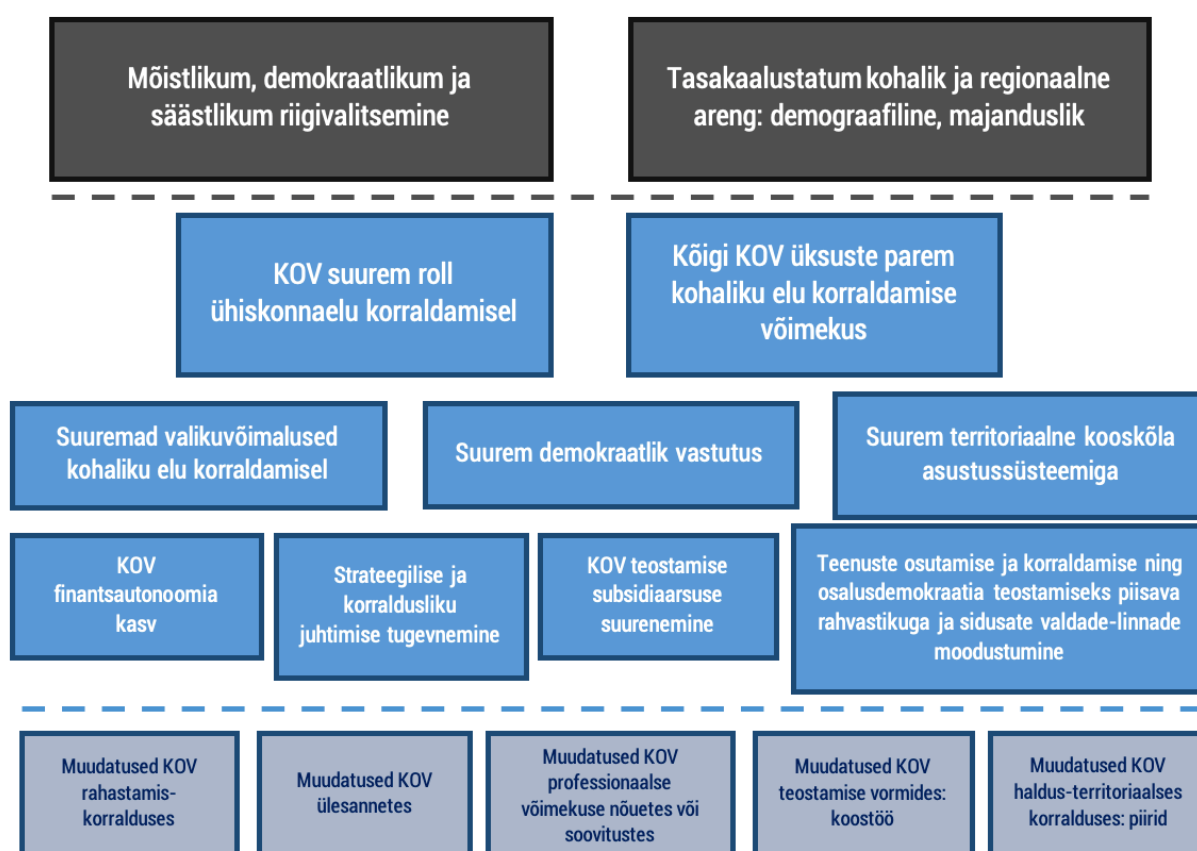 Mõistlikum, demokraatlikum ja
säästlikum riigivalitsemine
Tasakaalustatum kohalik ja regionaalne
areng: demograafiline, majanduslik
KOV suurem roll
ühiskonnaelu korraldamisel
Kõigi KOV üksuste parem
kohaliku elu korraldamise
võimekus
Suuremad valikuvõimalused
kohaliku elu korraldamisel
Suurem demokraatlik vastutus
Suurem territoriaalne kooskõla
asustussüsteemiga
KOV
finantsautonoomia
kasv
Strateegilise ja
korraldusliku
juhtimise tugevnemine
KOV teostamise
subsidiaarsuse
suurenemine
Teenuste osutamise ja korraldamise ning
osalusdemokraatia teostamiseks piisava
rahvastikuga ja sidusate valdade-linnade
moodustumine
Muudatused KOV
rahastamis-
korralduses
Muudatused KOV
ülesannetes
Muudatused KOV
professionaalse
võimekuse nõuetes või
soovitustes
Muudatused KOV
teostamise vormides:
koostöö
Muudatused KOV
haldus-territoriaalses
korralduses: piirid